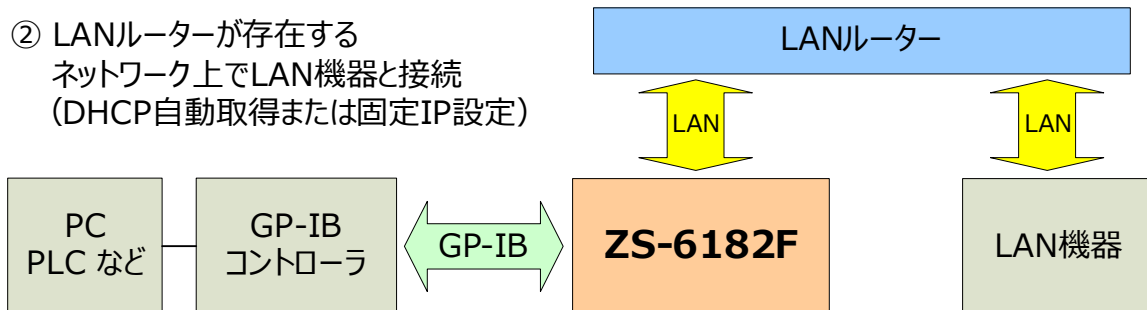 ② LANルーターが存在する
ネットワーク上でLAN機器と接続
（DHCP自動取得または固定IP設定）
LANルーター
LAN
LAN
PC
PLC など
GP-IB
コントローラ
GP-IB
ZS-6182F
LAN機器